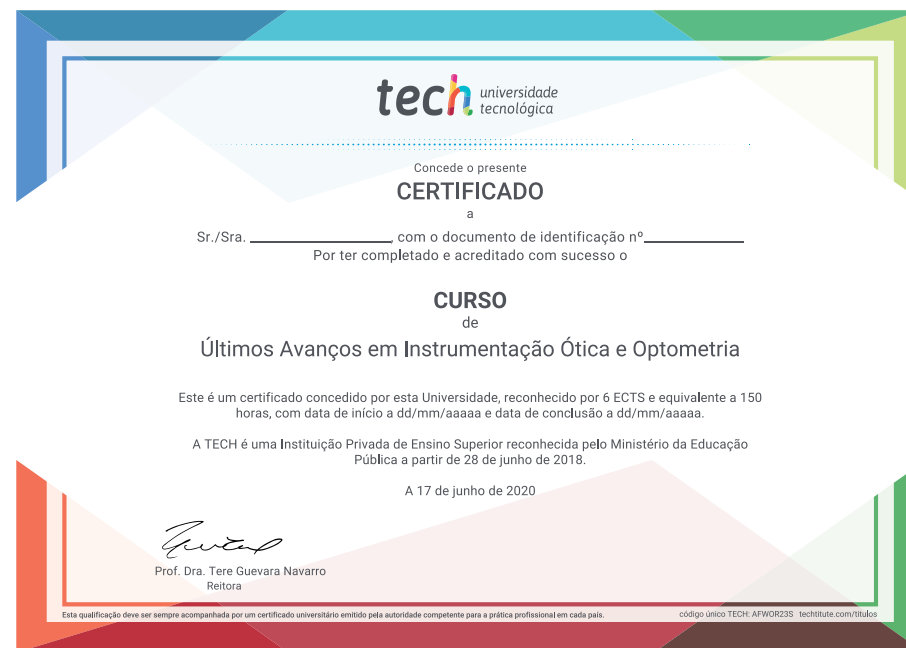 tech universidade
tecnológica
Concede o presente
CERTIFICADO
a
Sr./Sra. ____________, com o documento de identificação nº____________
Por ter completado e acreditado com sucesso o
CURSO
de
Últimos Avanços em Instrumentação Ótica e Optometria
Este é um certificado concedido por esta Universidade, reconhecido por 6 ECTS e equivalente a 150
horas, com data de início a dd/mm/aaaaa e data de conclusão a dd/mm/aaaaa.
A TECH é uma Instituição Privada de Ensino Superior reconhecida pelo Ministério da Educação
Pública a partir de 28 de junho de 2018.
A 17 de junho de 2020
Prof. Dra. Tere Guevara Navarro
Reitora
Esta qualificação deve ser sempre acompanhada por um certificado universitário emitido pela autoridade competente para a prática profissional em cada país.
código único TECH: AFWOR23S techtitute.com/titulos